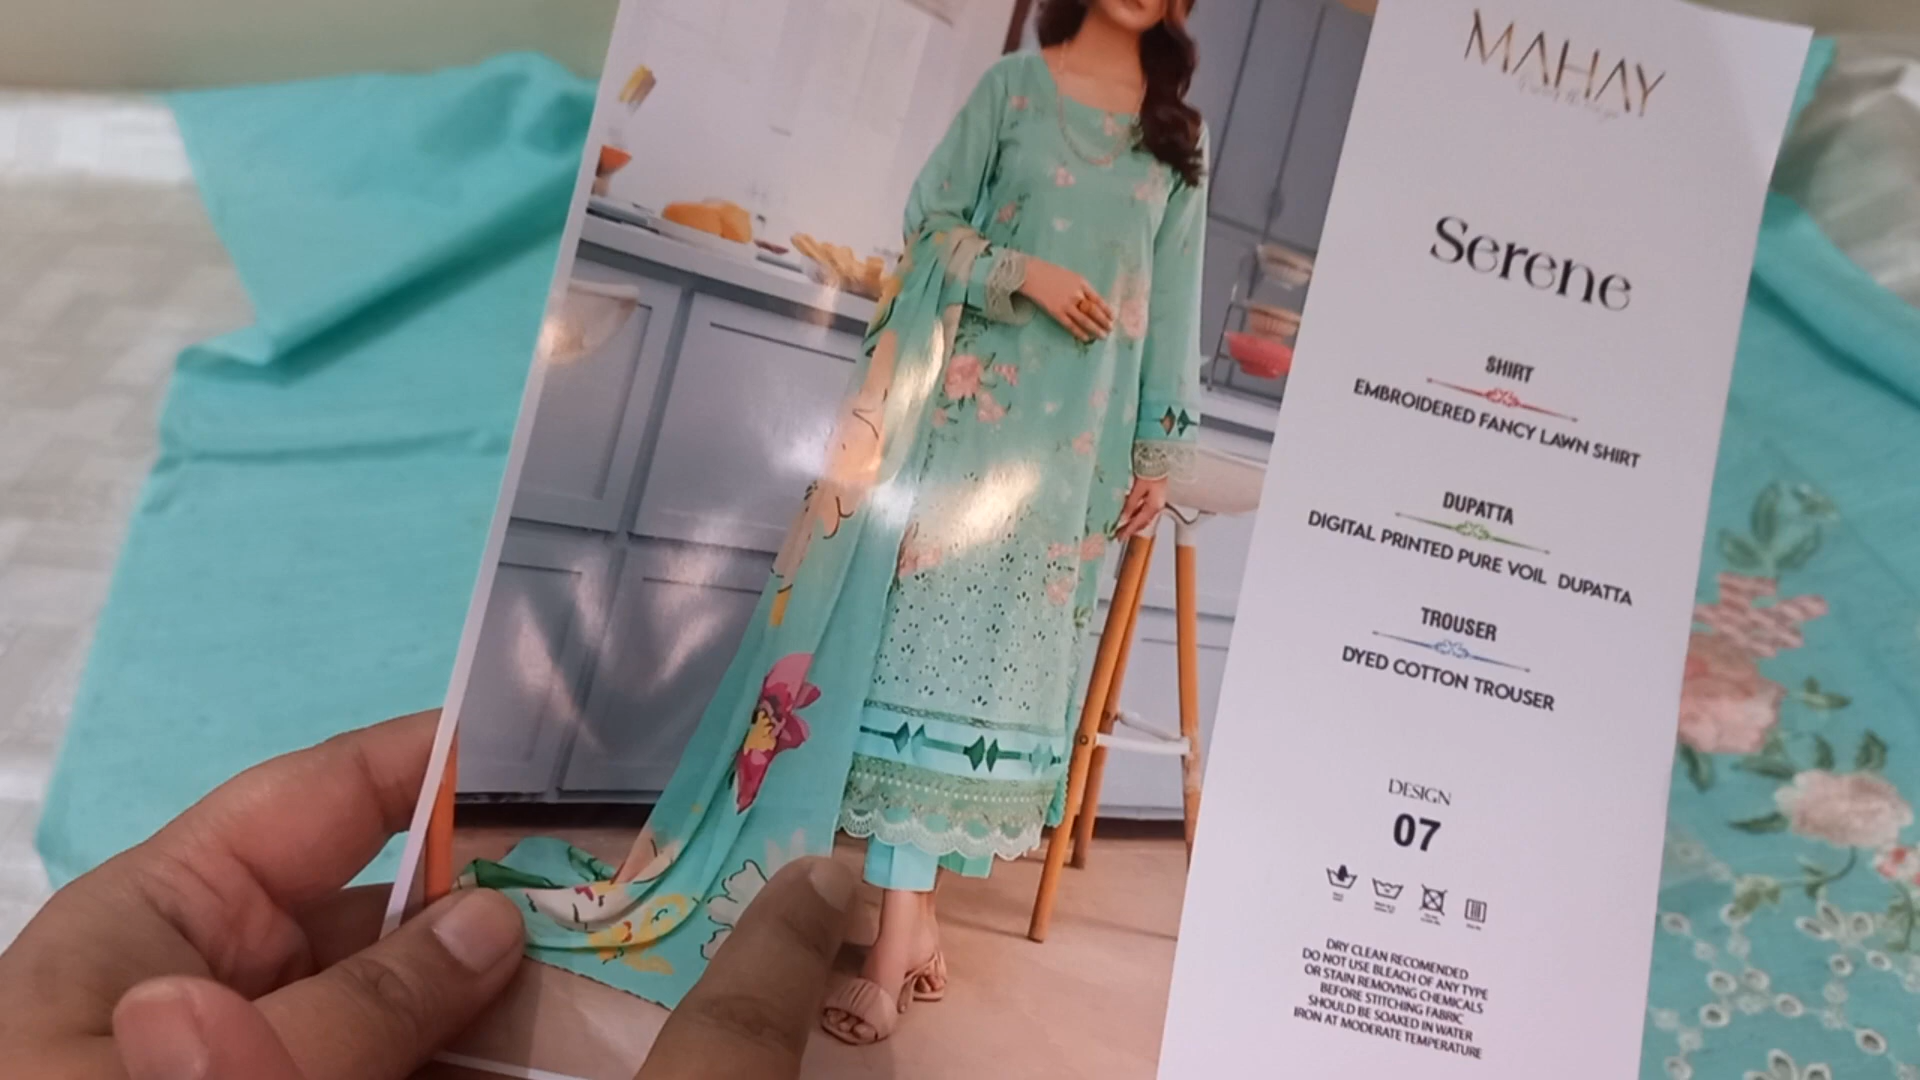 MAHAY
Serene
SHIRT
EMBROIDERED FANCY LAWN SHIRT
DUPATTA
DIGITAL PRINTED PURE VOIL DUPATTA
TROUSER
DYED COTTON TROUSER
DESIGN
07
DRY CLEAN RECOMENDED
DO NOT USE BLEACH OF ANY TYPE
OR STAIN REMOVING CHEMICALS
BEFORE STITCHING FABRIC
SHOULD BE SOAKED IN WATER
IRON AT MODERATE TEMPERATURE